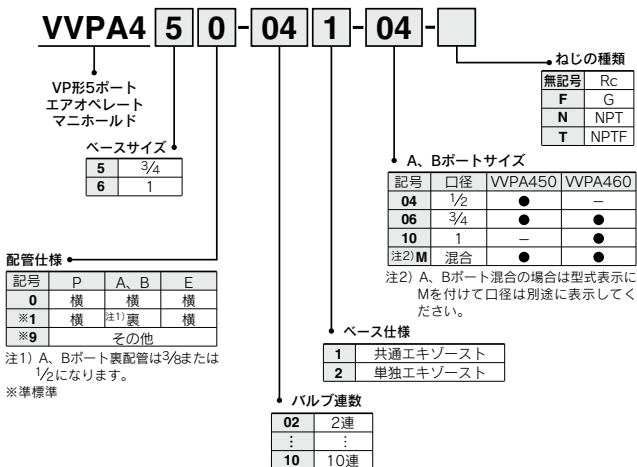 VVPA4 5 0 - 04 1 - 04 -
VP形5ポート
エアオペレート
マニホールド
ベースサイズ
5 3/4
6 1
配管仕様
記号 P A、B E
0 横 横 横
※1 横 注1)裏 横
※9 その他
注1) A、Bポート裏配管は3/8または
1/2になります。
※準標準
ねじの種類
無記号 Rc
F G
N NPT
T NPTF
A、Bポートサイズ
記号 口径 VVPA450 VVPA460
04 1/2 ● −
06 3/4 ● ●
10 1 − ●
注2)M 混合 ● ●
注2) A、Bポート混合の場合は型式表示に
Mを付けて口径は別途に表示してく
ださい。
ベース仕様
1 共通エキゾースト
2 単独エキゾースト
バルブ連数
02 2連
⋮ ⋮
10 10連